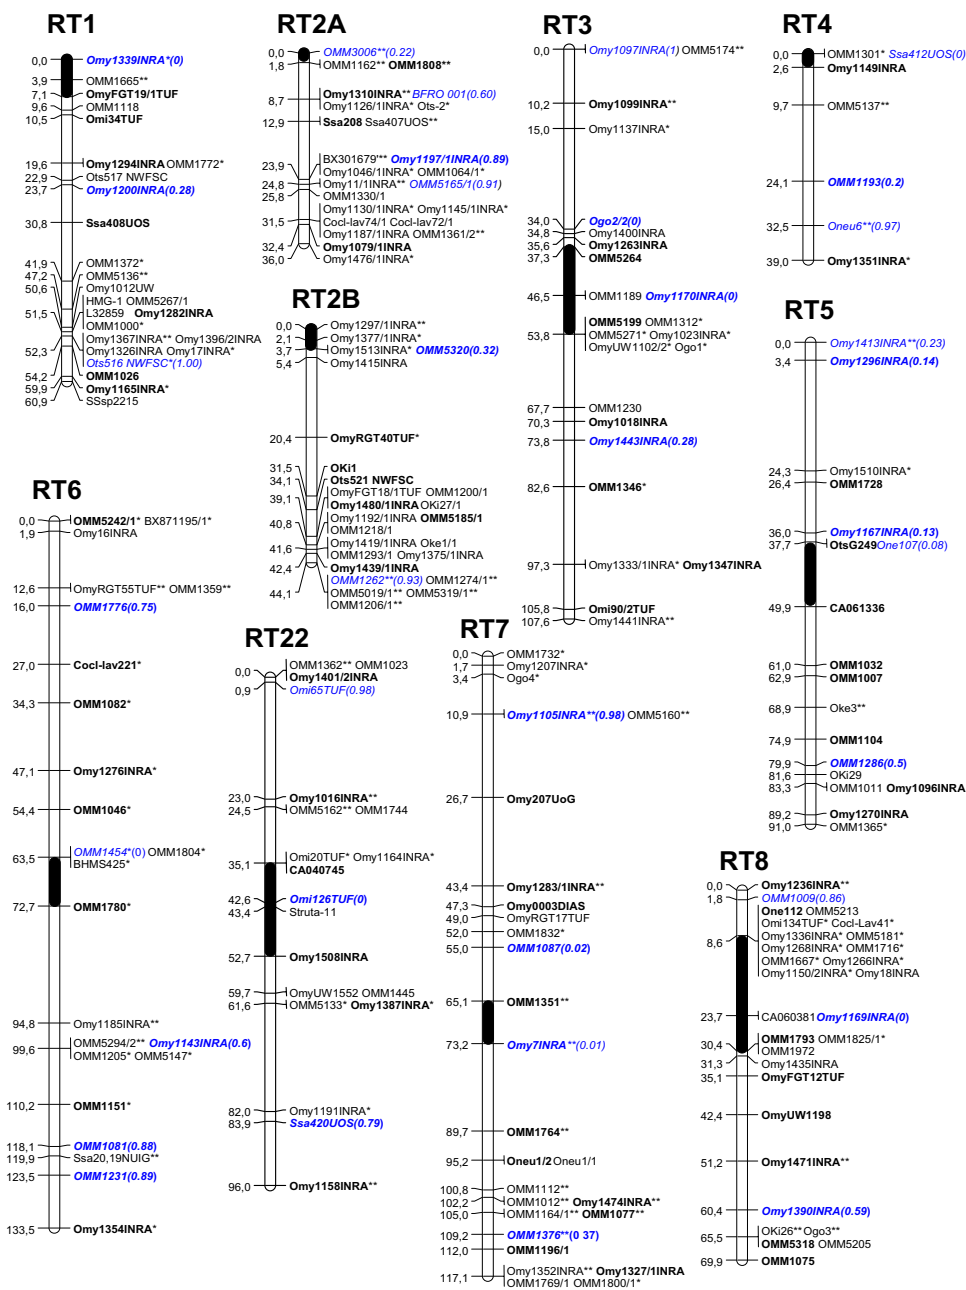 RT1
0,0 Omy1339INRA*(0)
3,9 OMM1665**
7,1 OmyFGT19/1TUF
9,6 OMM1118
10,5 Omi34TUF
19,6 Omy1294INRA OMM1772*
22,9 Ots517 NWFSC
23,7 Omy1200INRA(0.28)
30,8 Ssa408UOS
41,9 OMM1372*
47,2 OMM5136**
50,6 Omy1012UW
HMG-1 OMM5267/1
51,5 L32859 Omy1282INRA
OMM1000*
Omy1367INRA** Omy1396/2INRA
52,3 Omy1326INRA Omy17INRA*
Ots516 NWFSC*(1.00)
54,2 OMM1026
59,9 Omy1165INRA*
60,9 SSsp2215
RT2A
0,0 OMM3006**(0.22)
1,8 OMM1162** OMM1808**
8,7 Omy1310INRA** BFRO 001(0.60)
Omy1126/1INRA* Ots-2*
12,9 Ssa208 Ssa407UOS**
BX301679'** Omy1197/1INRA(0.89)
23,9 Omy1046/1INRA* OMM1064/1*
24,8 Omy11/1INRA** OMM5165/1(0.91)
25,8 OMM1330/1
Omy1130/1INRA* Omy1145/1INRA*
31,5 Cocl-lav74/1 Cocl-lav72/1
Omy1187/1INRA OMM1361/2**
32,4 Omy1079/1INRA
36,0 Omy1476/1INRA*
RT2B
0,0 Omy1297/1INRA**
2,1 Omy1377/1INRA*
3,7 Omy1513INRA* OMM5320(0.32)
5,4 Omy1415INRA
20,4 OmyRGT40TUF*
31,5 OKi1
34,1 Ots521 NWFSC
OmyFGT18/1TUF OMM1200/1
39,1 Omy1480/1INRA OKi27/1
Omy1192/1INRA OMM5185/1
40,8 OMM1218/1
Omy1419/1INRA Oke1/1
41,6 OMM1293/1 Omy1375/1INRA
42,4 Omy1439/1INRA
OMM1262**(0.93) OMM1274/1**
44,1 OMM5019/1** OMM5319/1**
OMM1206/1**
RT3
0,0 Omy1097INRA(1) OMM5174**
10,2 Omy1099INRA**
15,0 Omy1137INRA*
34,0 Ogo2/2(0)
34,8 Omy1400INRA
35,6 Omy1263INRA
37,3 OMM5264
46,5 OMM1189 Omy1170INRA(0)
OMM5199 OMM1312*
53,8 OMM5271* Omy1023INRA*
OmyUW1102/2* Ogo1*
67,7 OMM1230
70,3 Omy1018INRA
73,8 Omy1443INRA(0.28)
82,6 OMM1346*
97,3 Omy1333/1INRA* Omy1347INRA
105,8 Omi90/2TUF
107,6 Omy1441INRA**
RT4
0,0 OMM1301* Ssa412UOS(0)
2,6 Omy1149INRA
9,7 OMM5137**
24,1 OMM1193(0.2)
32,5 Oneu6**(0.97)
39,0 Omy1351INRA*
RT5
0,0 Omy1413INRA**(0.23)
3,4 Omy1296INRA(0.14)
24,3 Omy1510INRA*
26,4 OMM1728
36,0 Omy1167INRA(0.13)
37,7 OtsG249 One107(0.08)
49,9 CA061336
61,0 OMM1032
62,9 OMM1007
68,9 Oke3**
74,9 OMM1104
79,9 OMM1286(0.5)
81,6 OKi29
83,3 OMM1011 Omy1096INRA
89,2 Omy1270INRA
91,0 OMM1365*
RT6
0,0 OMM5242/1* BX871195/1*
1,9 Omy16INRA
12,6 OmyRGT55TUF** OMM1359**
16,0 OMM1776(0.75)
27,0 Cocl-lav221*
34,3 OMM1082*
47,1 Omy1276INRA*
54,4 OMM1046*
63,5 OMM1454*(0) OMM1804*
BHMS425*
72,7 OMM1780*
94,8 Omy1185INRA**
99,6 OMM5294/2** Omy1143INRA(0.6)
OMM1205* OMM5147*
110,2 OMM1151*
118,1 OMM1081(0.88)
119,9 Ssa20,19NUIG**
123,5 OMM1231(0.89)
133,5 Omy1354INRA*
RT22
OMM1362** OMM1023
0,0 Omy1401/2INRA
0,9 Omi65TUF(0.98)
23,0 Omy1016INRA**
24,5 OMM5162** OMM1744
Omi20TUF* Omy1164INRA*
35,1 CA040745
42,6 Omi126TUF(0)
43,4 Struta-11
52,7 Omy1508INRA
59,7 OmyUW1552 OMM1445
61,6 OMM5133* Omy1387INRA*
82,0 Omy1191INRA*
83,9 Ssa420UOS(0.79)
96,0 Omy1158INRA**
RT7
0,0 OMM1732*
1,7 Omy1207INRA*
3,4 Ogo4*
10,9 Omy1105INRA**(0.98) OMM5160**
26,7 Omy207UoG
43,4 Omy1283/1INRA**
47,3 Omy0003DIAS
49,0 OmyRGT17TUF
52,0 OMM1832*
55,0 OMM1087(0.02)
65,1 OMM1351**
73,2 Omy7INRA**(0.01)
89,7 OMM1764**
95,2 Oneu1/2 Oneu1/1
100,8 OMM1112**
102,2 OMM1012** Omy1474INRA**
105,0 OMM1164/1** OMM1077**
109,2 OMM1376**(0 37)
112,0 OMM1196/1
117,1 Omy1352INRA** Omy1327/1INRA
OMM1769/1 OMM1800/1*
RT8
0,0 Omy1236INRA**
1,8 OMM1009(0.86)
One112 OMM5213
Omi134TUF* Cocl-Lav41*
8,6 Omy1336INRA* OMM5181*
Omy1268INRA* OMM1716*
OMM1667* Omy1266INRA*
Omy1150/2INRA* Omy18INRA
23,7 CA060381 Omy1169INRA(0)
30,4 OMM1793 OMM1825/1*
OMM1972
31,3 Omy1435INRA
35,1 OmyFGT12TUF
42,4 OmyUW1198
51,2 Omy1471INRA**
60,4 Omy1390INRA(0.59)
65,5 OKi26** Ogo3**
OMM5318 OMM5205
69,9 OMM1075